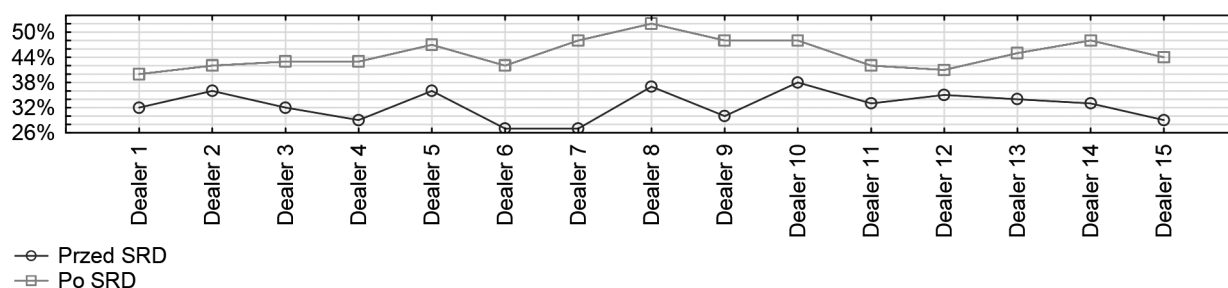 50%
44%
38%
32%
26%
Dealer 1
Dealer 2
Dealer 3
Dealer 4
Dealer 5
Dealer 6
Dealer 7
Dealer 8
Dealer 9
Dealer 10
Dealer 11
Dealer 12
Dealer 13
Dealer 14
Dealer 15
Przed SRD
Po SRD